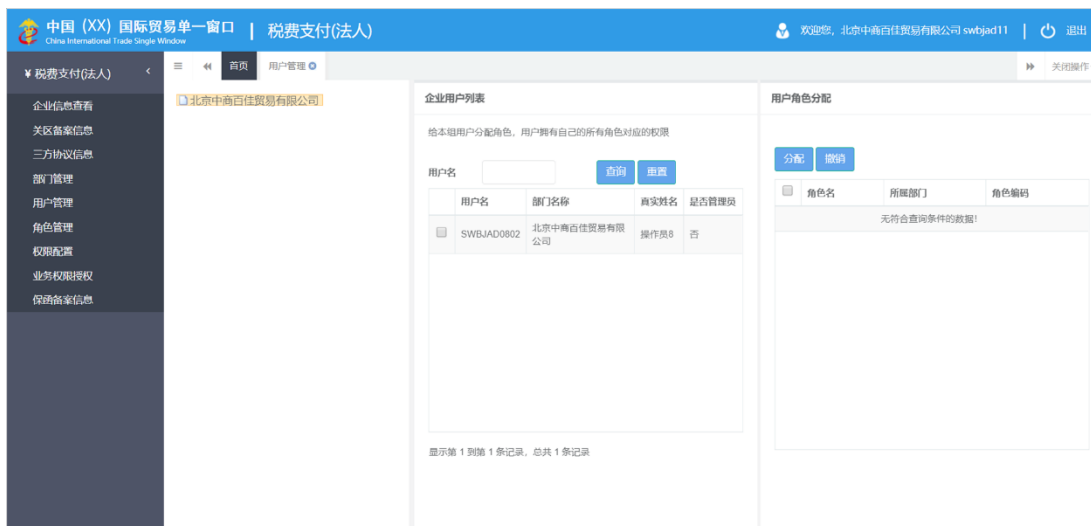 中国（XX）国际贸易单一窗口 | 税费支付(法人)
China International Trade Single Window
欢迎您，北京中商百佳贸易有限公司 swbjad11 | 退出
¥ 税费支付(法人)
首页 用户管理
关闭操作
企业信息查看
关区备案信息
三方协议信息
部门管理
用户管理
角色管理
权限配置
业务权限授权
保函备案信息
北京中商百佳贸易有限公司
企业用户列表
给本组用户分配角色，用户拥有自己的所有角色对应的权限
用户名 查询 重置
用户名 部门名称 真实姓名 是否管理员
SWBJAD0802 北京中商百佳贸易有限 操作员8 否
公司
显示第 1 到第 1 条记录，总共 1 条记录
用户角色分配
分配 撤销
角色名 所属部门 角色编码
无符合查询条件的数据!